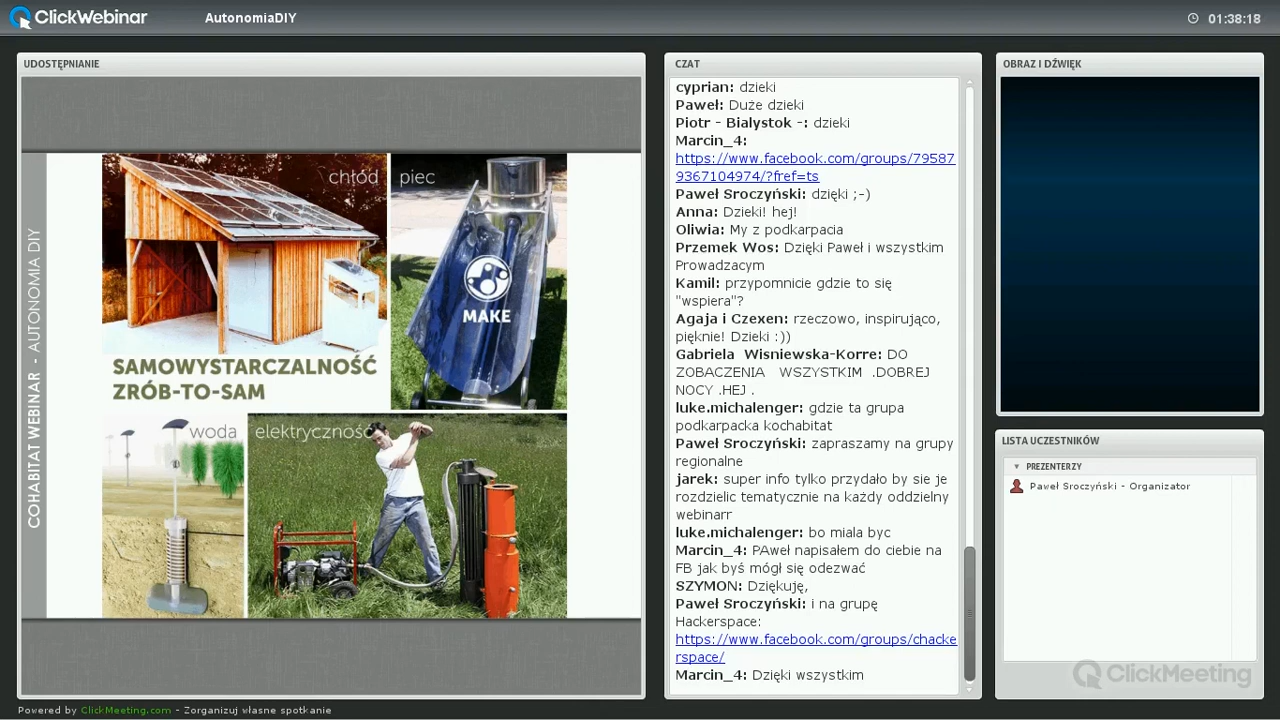 ClickWebinar
AutonomiaDIY
01:38:18
UDOSTĘPNIANIE
COHABITAT WEBINAR - AUTONOMIA DIY
chłód
piec
MAKE
SAMOWYSTARCZALNOŚĆ
ZRÓB-TO-SAM
woda
elektryczność
CZAT
cyprian: dzieki
Paweł: Duże dzieki
Piotr - Bialystok -: dzieki
Marcin_4:
https://www.facebook.com/groups/79587
9367104974/?fref=ts
Paweł Sroczyński: dzięki ;-)
Anna: Dzieki! hej!
Oliwia: My z podkarpacia
Przemek Wos: Dzięki Paweł i wszystkim
Prowadzacym
Kamil: przypomnicie gdzie to się
"wspiera"?
Agaja i Czexen: rzeczowo, inspirująco,
pięknie! Dzieki :))
Gabriela Wisniewska-Korre: DO
ZOBACZENIA WSZYSTKIM .DOBREJ
NOCY .HEJ .
luke.michalenger: gdzie ta grupa
podkarpacka kochabitat
Paweł Sroczyński: zapraszamy na grupy
regionalne
jarek: super info tylko przydało by sie je
rozdzielic tematycznie na każdy oddzielny
webinarr
luke.michalenger: bo miala byc
Marcin_4: PAweł napisałem do ciebie na
FB jak byś mógł się odezwać
SZYMON: Dziękuję,
Paweł Sroczyński: i na grupę
Hackerspace:
https://www.facebook.com/groups/chacke
rspace/
Marcin_4: Dzięki wszystkim
OBRAZ I DŹWIĘK
LISTA UCZESTNIKÓW
PREZENTERZY
Paweł Sroczyński - Organizator
ClickMeeting
Powered by ClickMeeting.com - Zorganizuj własne spotkanie